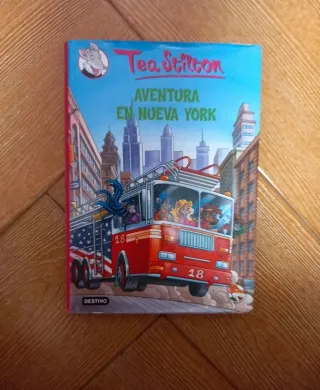 Tea Stilton
AVENTURA
EN NUEVA YORK
18
18
DESTINO